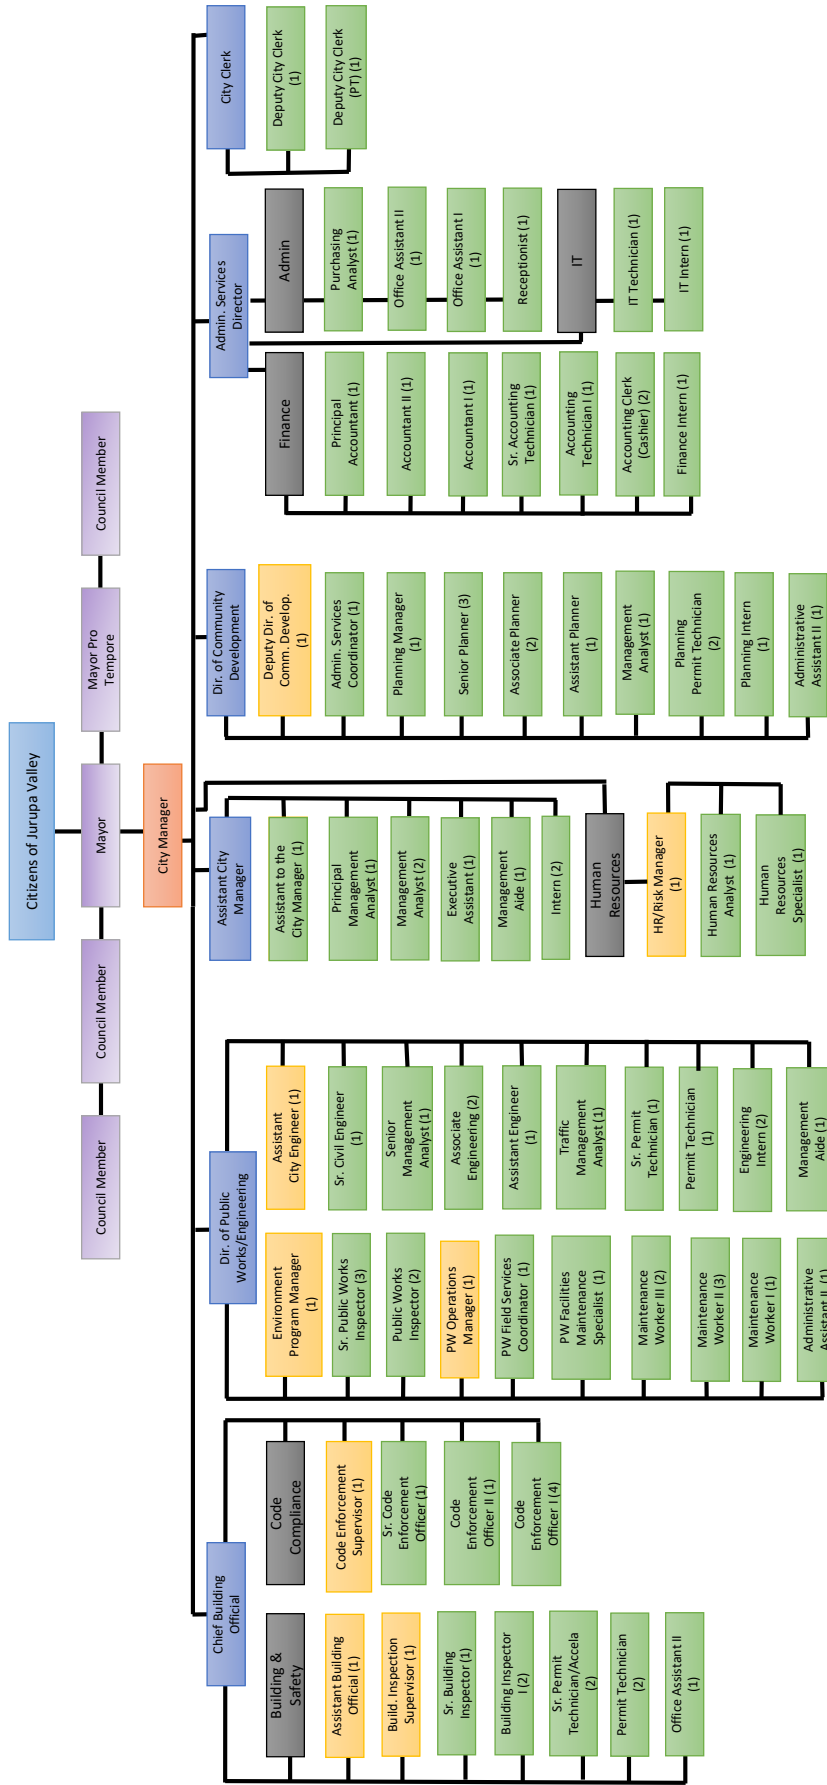 Citizens of Jurupa Valley
Council Member
Council Member
Mayor
Mayor Pro
Tempore
Council Member
City Manager
Chief Building
Official
Building &
Safety
Assistant Building
Official (1)
Build. Inspection
Supervisor (1)
Sr. Building
Inspector (1)
Building Inspector
I (2)
Sr. Permit
Technician/Accela
(2)
Permit Technician
(2)
Office Assistant II
(1)
Code
Compliance
Code Enforcement
Supervisor (1)
Sr. Code
Enforcement
Officer (1)
Code
Enforcement
Officer II (1)
Code
Enforcement
Officer I (4)
Dir. of Public
Works/Engineering
Environment
Program Manager
(1)
Sr. Public Works
Inspector (3)
Public Works
Inspector (2)
PW Operations
Manager (1)
PW Field Services
Coordinator (1)
PW Facilities
Maintenance
Specialist (1)
Maintenance
Worker III (2)
Maintenance
Worker II (3)
Maintenance
Worker I (1)
Administrative
Assistant II (1)
Assistant
City Engineer (1)
Sr. Civil Engineer
(1)
Senior
Management
Analyst (1)
Associate
Engineering (2)
Assistant Engineer
(1)
Traffic
Management
Analyst (1)
Sr. Permit
Technician (1)
Permit Technician
(1)
Engineering
Intern (2)
Management
Aide (1)
Assistant City
Manager
Assistant to the
City Manager (1)
Principal
Management
Analyst (1)
Management
Analyst (2)
Executive
Assistant (1)
Management
Aide (1)
Intern (2)
Human
Resources
HR/Risk Manager
(1)
Human Resources
Analyst (1)
Human
Resources
Specialist (1)
Dir. of Community
Development
Deputy Dir. of
Comm. Develop.
(1)
Admin. Services
Coordinator (1)
Planning Manager
(1)
Senior Planner (3)
Associate Planner
(2)
Assistant Planner
(1)
Management
Analyst (1)
Planning
Permit Technician
(2)
Planning Intern
(1)
Administrative
Assistant II (1)
Admin. Services
Director
Finance
Principal
Accountant (1)
Accountant II (1)
Accountant I (1)
Sr. Accounting
Technician (1)
Accounting
Technician I (1)
Accounting Clerk
(Cashier) (2)
Finance Intern (1)
Admin
Purchasing
Analyst (1)
Office Assistant II
(1)
Office Assistant I
(1)
Receptionist (1)
IT
IT Technician (1)
IT Intern (1)
City Clerk
Deputy City Clerk
(1)
Deputy City Clerk
(PT) (1)